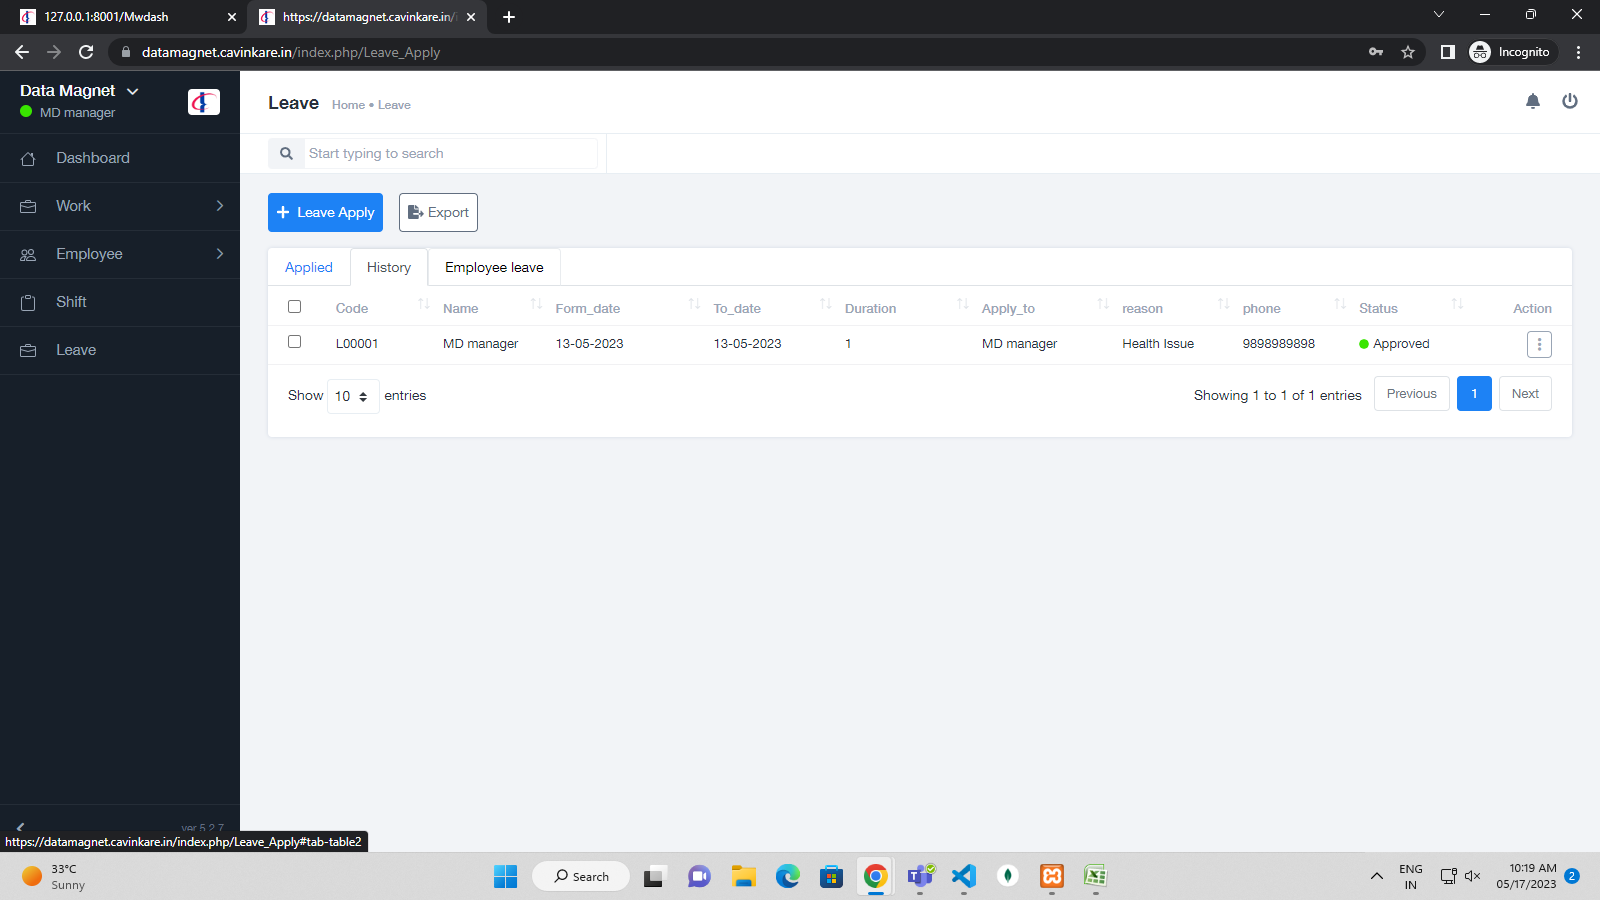 127.0.0.1:8001/Mwdash
https://datamagnet.cavinkare.in/i
datamagnet.cavinkare.in/index.php/Leave_Apply
Incognito
Data Magnet
MD manager
Dashboard
Work
Employee
Shift
Leave
Leave Home • Leave
Start typing to search
Leave Apply Export
Applied History Employee leave
Code Name Form_date To_date Duration Apply_to reason phone Status Action
L00001 MD manager 13-05-2023 13-05-2023 1 MD manager Health Issue 9898989898 Approved
Show 10 entries Showing 1 to 1 of 1 entries Previous 1 Next
ver 5.2.7
https://datamagnet.cavinkare.in/index.php/Leave_Apply#tab-table2
33°C
Sunny
Search
ENG
IN
10:19 AM
05/17/2023
2